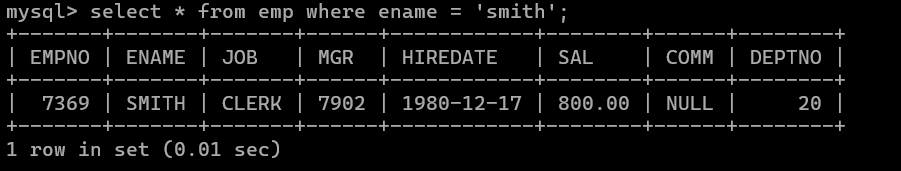 mysql> select * from emp where ename = 'smith';
+-------+-------+-------+------+------------+--------+------+--------+
| EMPNO | ENAME | JOB   | MGR  | HIREDATE   | SAL    | COMM | DEPTNO |
+-------+-------+-------+------+------------+--------+------+--------+
|  7369 | SMITH | CLERK | 7902 | 1980-12-17 | 800.00 | NULL |     20 |
+-------+-------+-------+------+------------+--------+------+--------+
1 row in set (0.01 sec)